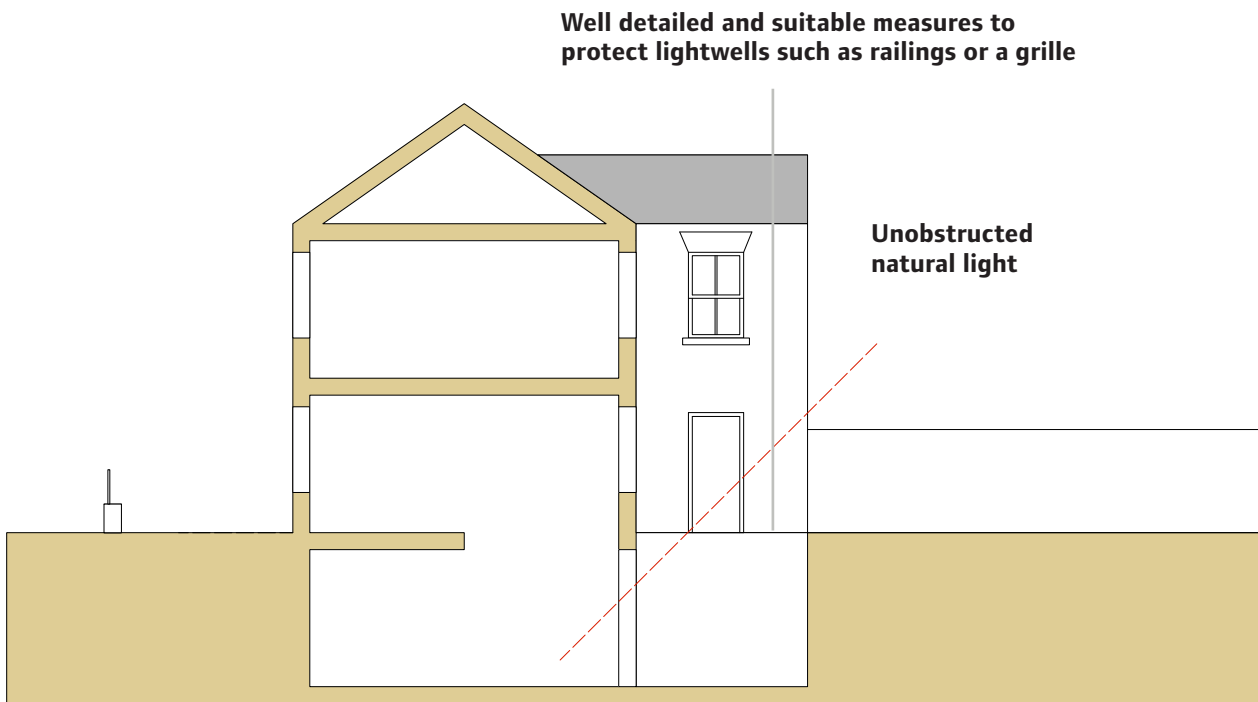 Well detailed and suitable measures to
protect lightwells such as railings or a grille
Unobstructed
natural light